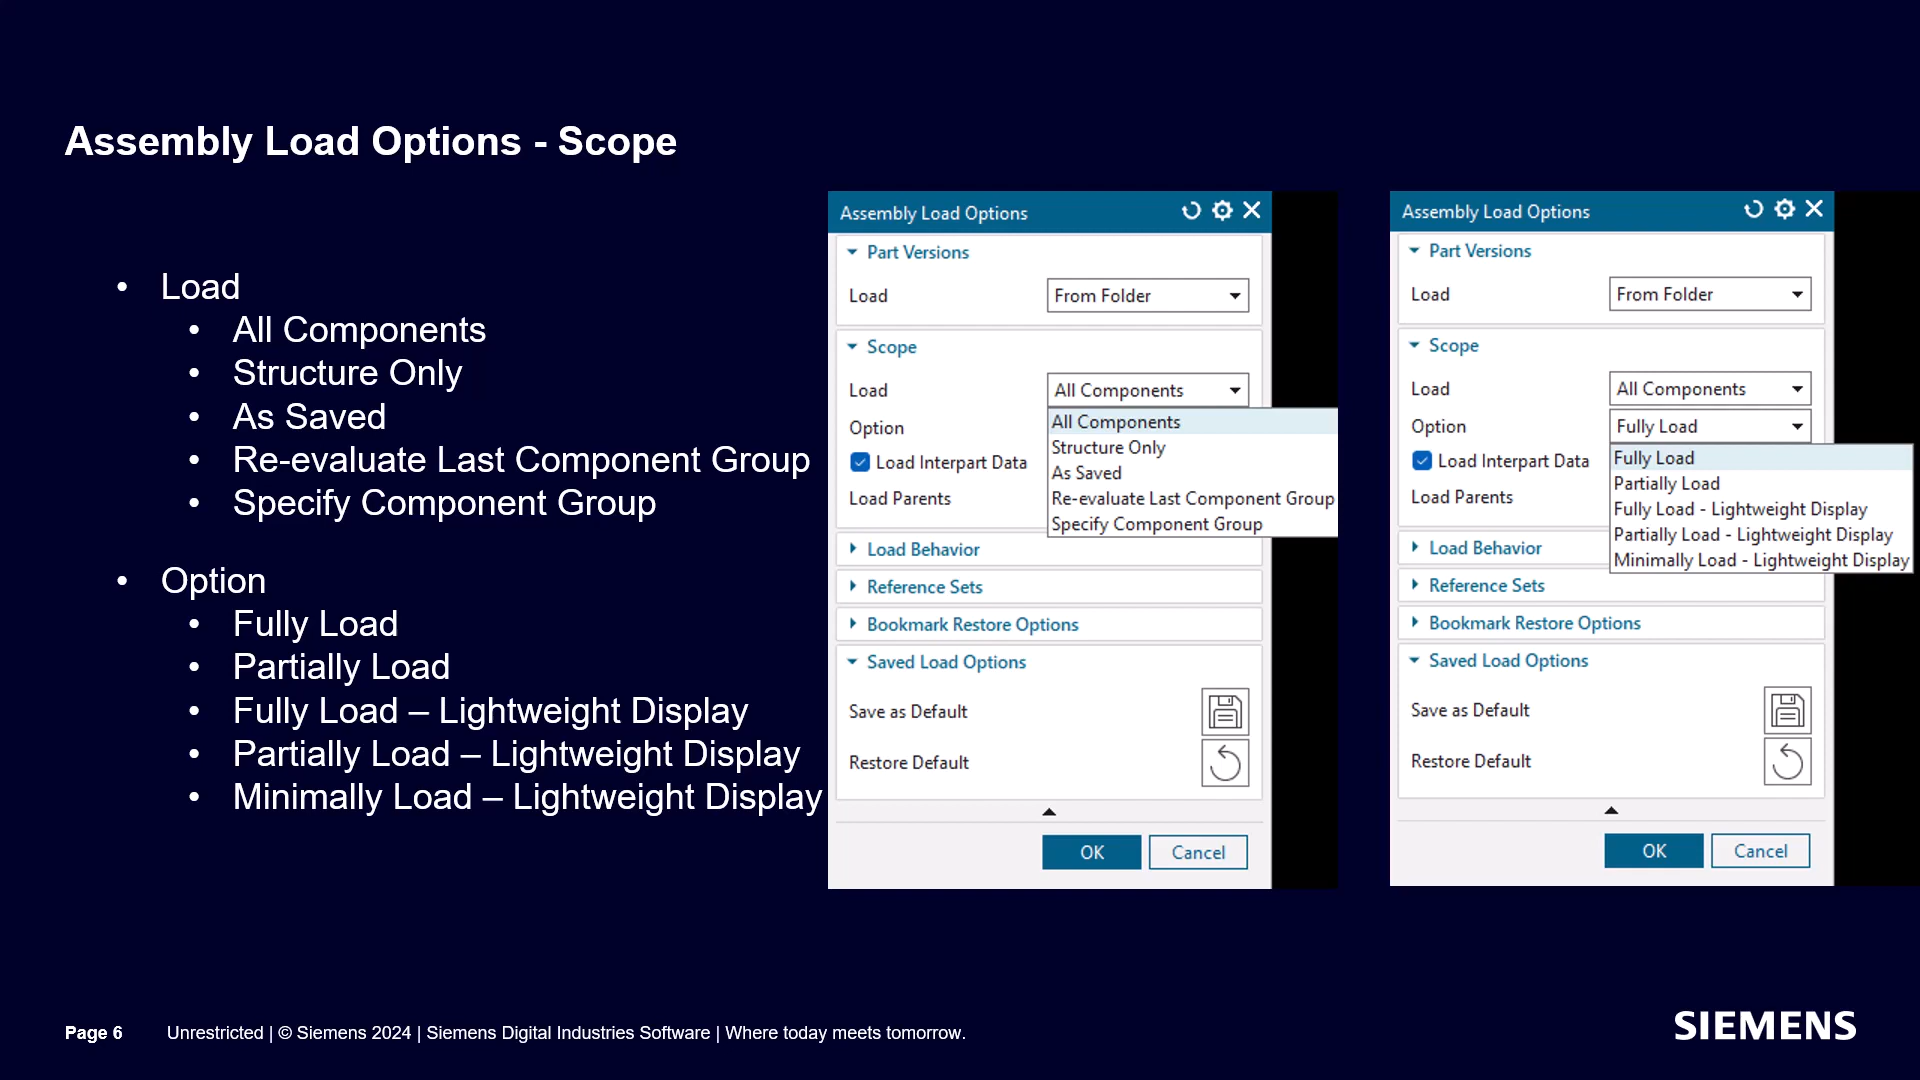 Assembly Load Options - Scope
• Load
• All Components
• Structure Only
• As Saved
• Re-evaluate Last Component Group
• Specify Component Group
• Option
• Fully Load
• Partially Load
• Fully Load – Lightweight Display
• Partially Load – Lightweight Display
• Minimally Load – Lightweight Display
Assembly Load Options
Part Versions
Load From Folder
Scope
Load All Components
Option
Load Interpart Data
Load Parents
All Components
Structure Only
As Saved
Re-evaluate Last Component Group
Specify Component Group
Load Behavior
Reference Sets
Bookmark Restore Options
Saved Load Options
Save as Default
Restore Default
OK Cancel
Assembly Load Options
Part Versions
Load From Folder
Scope
Load All Components
Option Fully Load
Load Interpart Data
Load Parents
Fully Load
Partially Load
Fully Load - Lightweight Display
Partially Load - Lightweight Display
Minimally Load - Lightweight Display
Load Behavior
Reference Sets
Bookmark Restore Options
Saved Load Options
Save as Default
Restore Default
OK Cancel
Page 6 Unrestricted | © Siemens 2024 | Siemens Digital Industries Software | Where today meets tomorrow.
SIEMENS